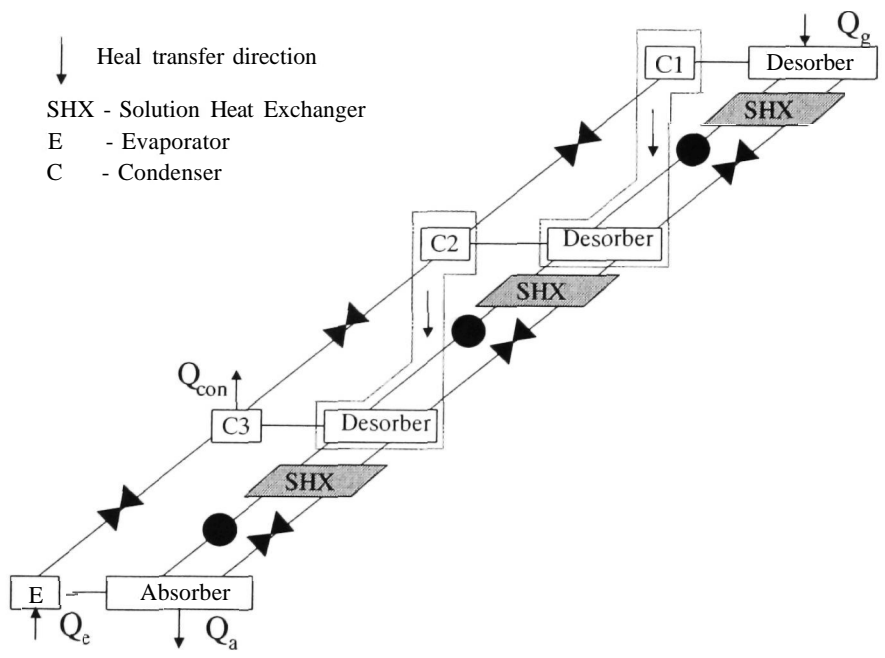 Heal transfer direction
SHX - Solution Heat Exchanger
E - Evaporator
C - Condenser
Qg
C1
Desorber
SHX
C2
Desorber
SHX
Qcon
C3
Desorber
SHX
E
Absorber
Qe
Qa